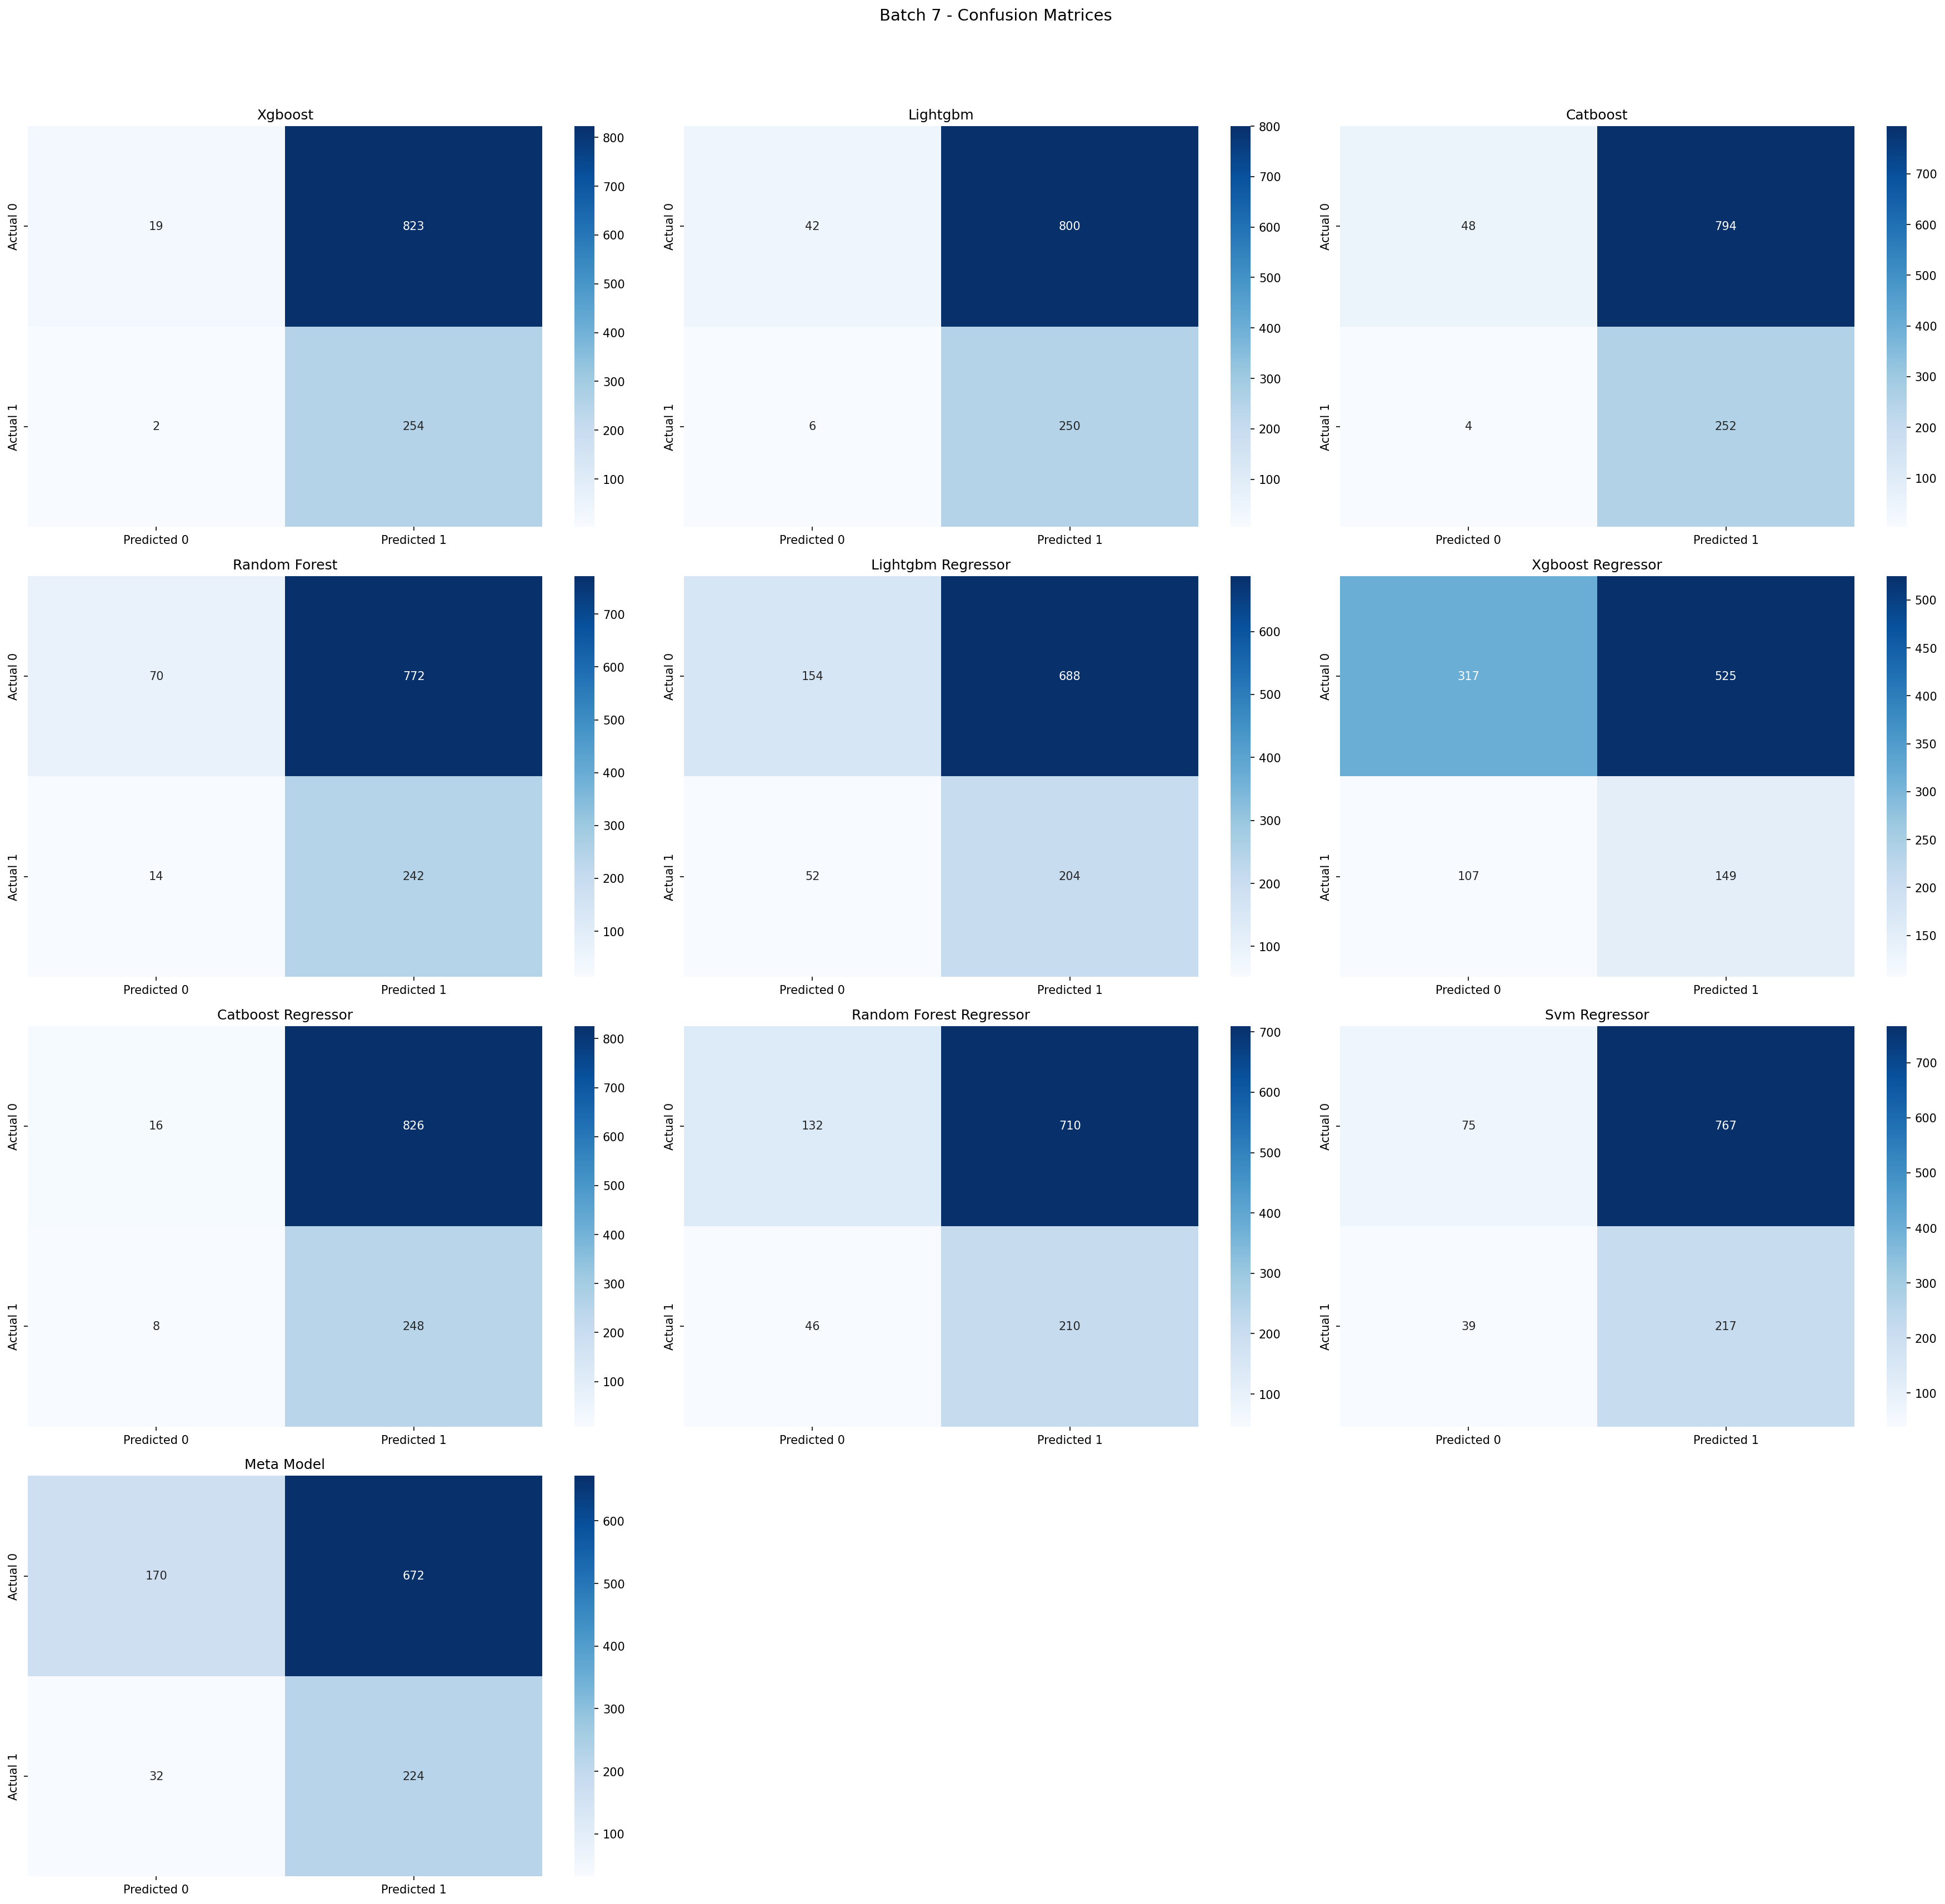 Batch 7 - Confusion Matrices
Xgboost
Actual 0
19
823
Actual 1
2
254
Predicted 0
Predicted 1
800
700
600
500
400
300
200
100
Lightgbm
Actual 0
42
800
Actual 1
6
250
Predicted 0
Predicted 1
800
700
600
500
400
300
200
100
Catboost
Actual 0
48
794
Actual 1
4
252
Predicted 0
Predicted 1
700
600
500
400
300
200
100
Random Forest
Actual 0
70
772
Actual 1
14
242
Predicted 0
Predicted 1
700
600
500
400
300
200
100
Lightgbm Regressor
Actual 0
154
688
Actual 1
52
204
Predicted 0
Predicted 1
600
500
400
300
200
100
Xgboost Regressor
Actual 0
317
525
Actual 1
107
149
Predicted 0
Predicted 1
500
450
400
350
300
250
200
150
Catboost Regressor
Actual 0
16
826
Actual 1
8
248
Predicted 0
Predicted 1
800
700
600
500
400
300
200
100
Random Forest Regressor
Actual 0
132
710
Actual 1
46
210
Predicted 0
Predicted 1
700
600
500
400
300
200
100
Svm Regressor
Actual 0
75
767
Actual 1
39
217
Predicted 0
Predicted 1
700
600
500
400
300
200
100
Meta Model
Actual 0
170
672
Actual 1
32
224
Predicted 0
Predicted 1
600
500
400
300
200
100